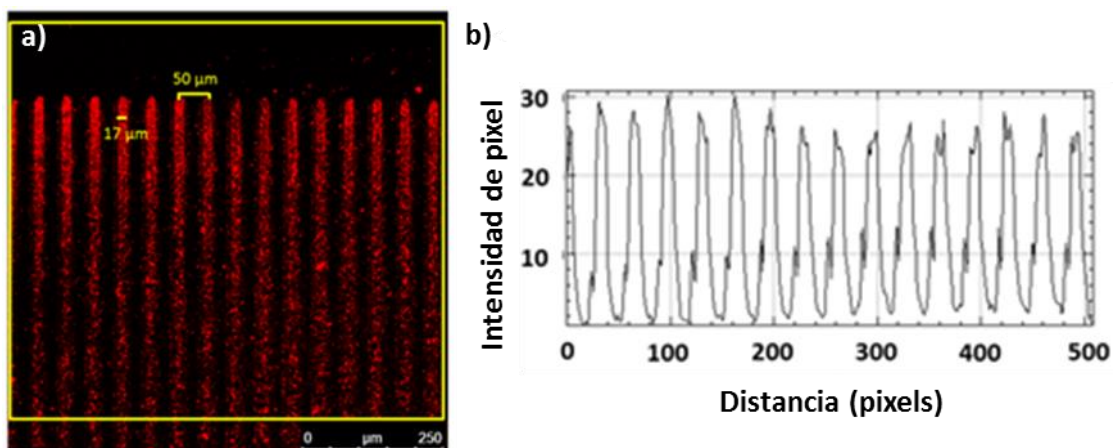 a)
50 µm
17 µm
0 µm 250
b)
Intensidad de pixel
30
20
10
0 100 200 300 400 500
Distancia (pixels)